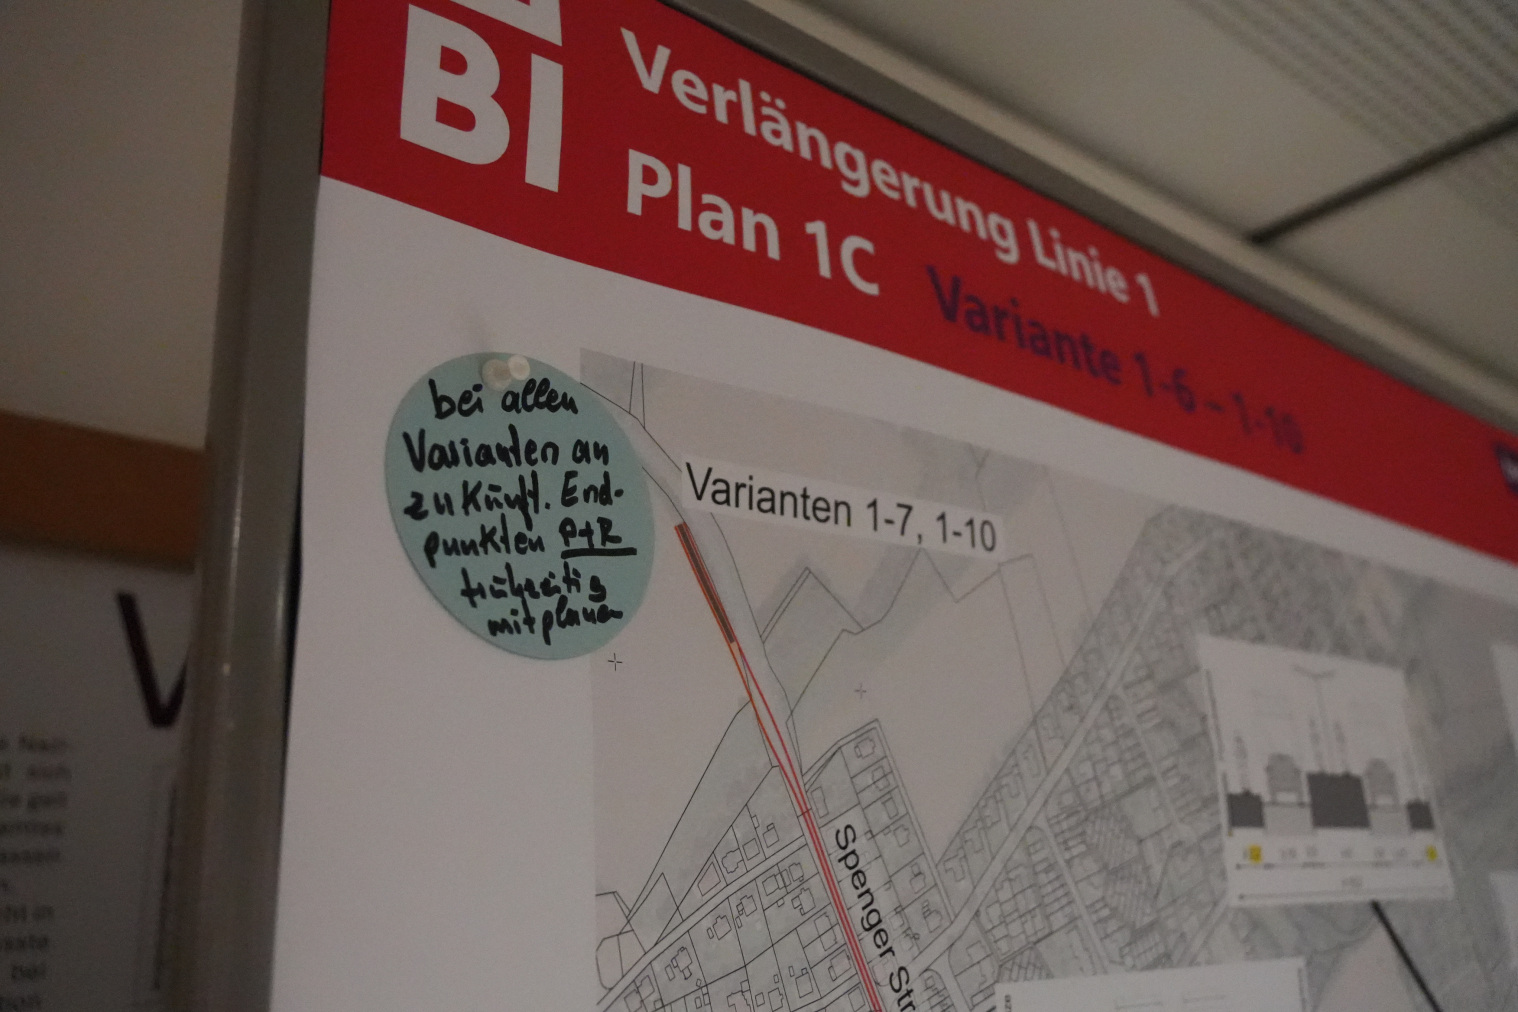 BI
Verlängerung Linie 1
Plan 1C
Variante 1-6 - 1-10
bei allen
Varianten an
zukünft. End-
punkten P+R
frühzeitig
mitplanen
Varianten 1-7, 1-10
Spenger Str